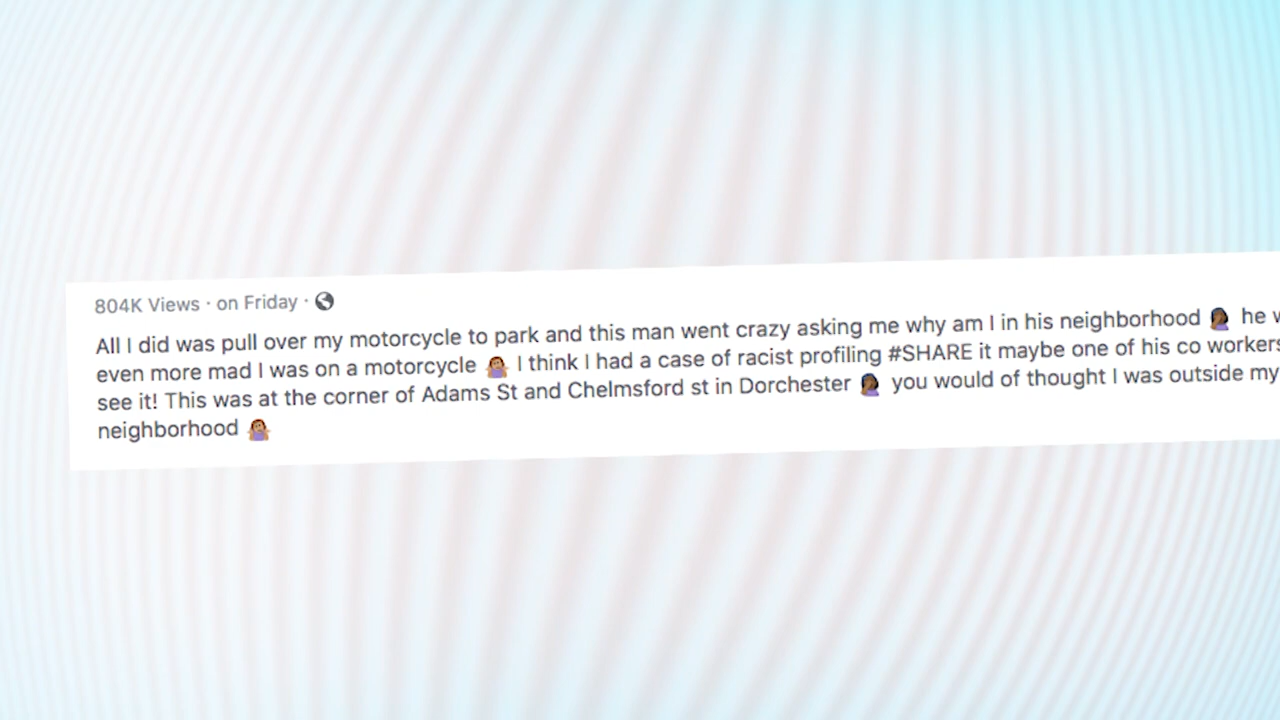 804K Views · on Friday ·
All I did was pull over my motorcycle to park and this man went crazy asking me why am I in his neighborhood 🤦🏾‍♀️ he
even more mad I was on a motorcycle 🤷🏽‍♀️ I think I had a case of racist profiling #SHARE it maybe one of his co workers
see it! This was at the corner of Adams St and Chelmsford st in Dorchester 🤦🏾‍♀️ you would of thought I was outside my
neighborhood 🤷🏽‍♀️